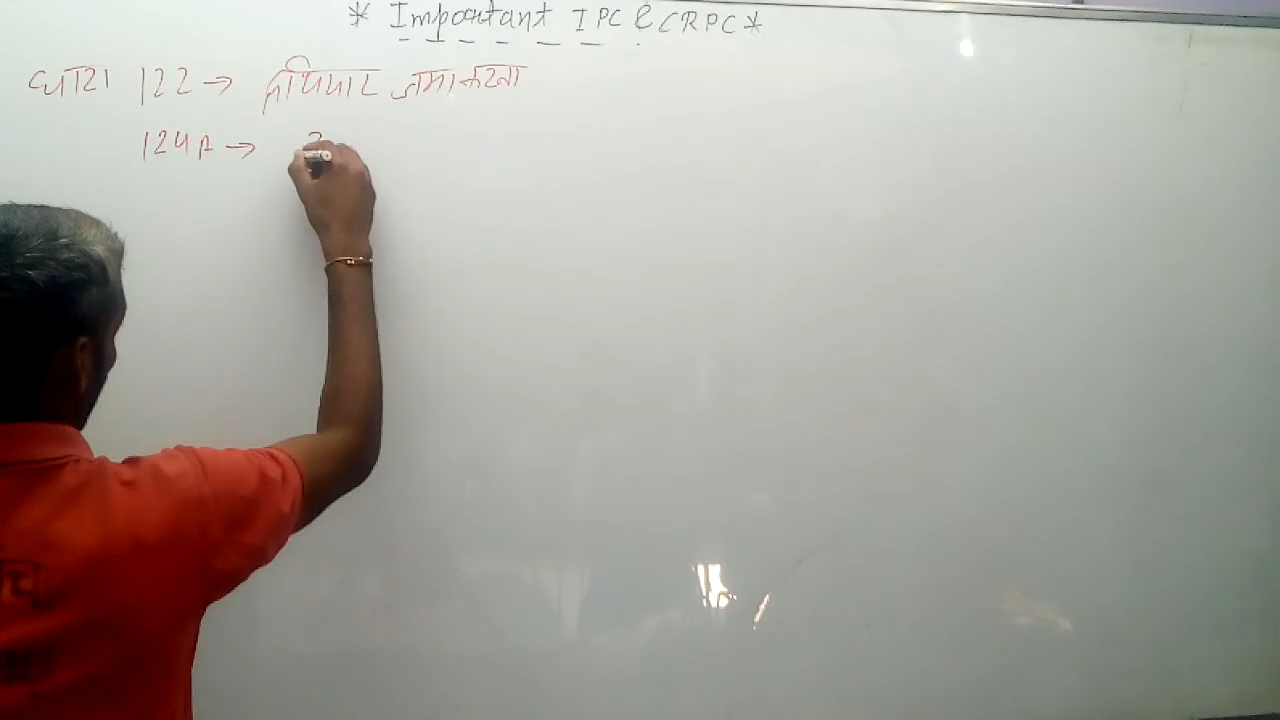 * Important IPC & CRPC *
धारा 122 → हथियार जमा करना
124A →